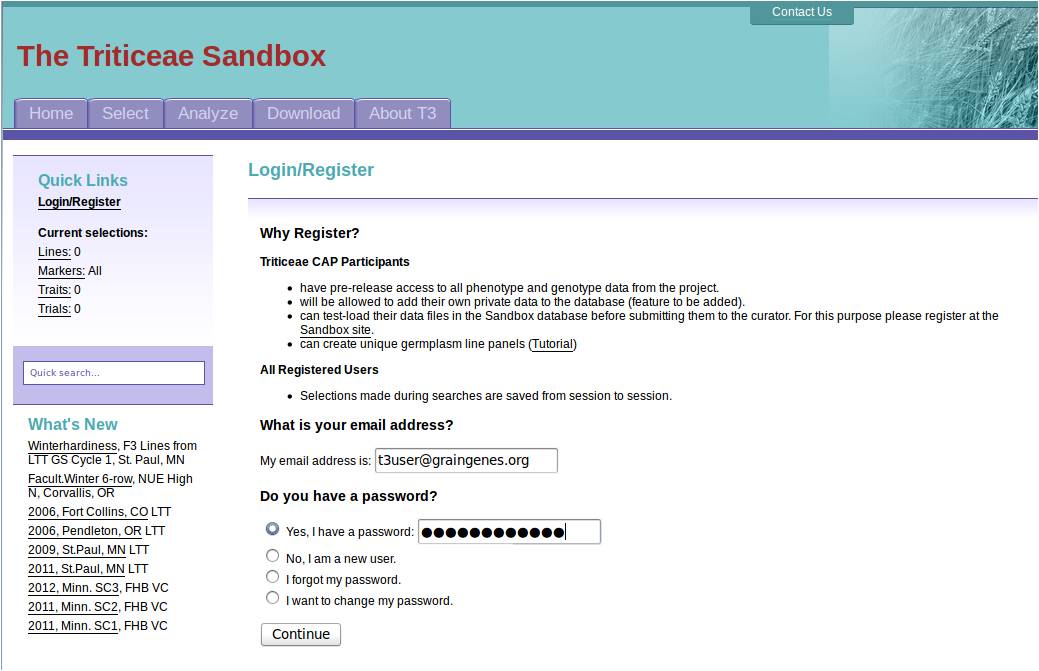 Contact Us
The Triticeae Sandbox
Home Select Analyze Download About T3
Quick Links
Login/Register
Current selections:
Lines: 0
Markers: All
Traits: 0
Trials: 0
Quick search...
What's New
Winterhardiness, F3 Lines from
LTT GS Cycle 1, St. Paul, MN
Facult.Winter 6-row, NUE High
N, Corvallis, OR
2006, Fort Collins, CO LTT
2006, Pendleton, OR LTT
2009, St.Paul, MN LTT
2011, St.Paul, MN LTT
2012, Minn. SC3, FHB VC
2011, Minn. SC2, FHB VC
2011, Minn. SC1, FHB VC
Login/Register
Why Register?
Triticeae CAP Participants
• have pre-release access to all phenotype and genotype data from the project.
• will be allowed to add their own private data to the database (feature to be added).
• can test-load their data files in the Sandbox database before submitting them to the curator. For this purpose please register at the
Sandbox site.
• can create unique germplasm line panels (Tutorial)
All Registered Users
• Selections made during searches are saved from session to session.
What is your email address?
My email address is: t3user@graingenes.org
Do you have a password?
Yes, I have a password: ●●●●●●●●●●●●
No, I am a new user.
I forgot my password.
I want to change my password.
Continue